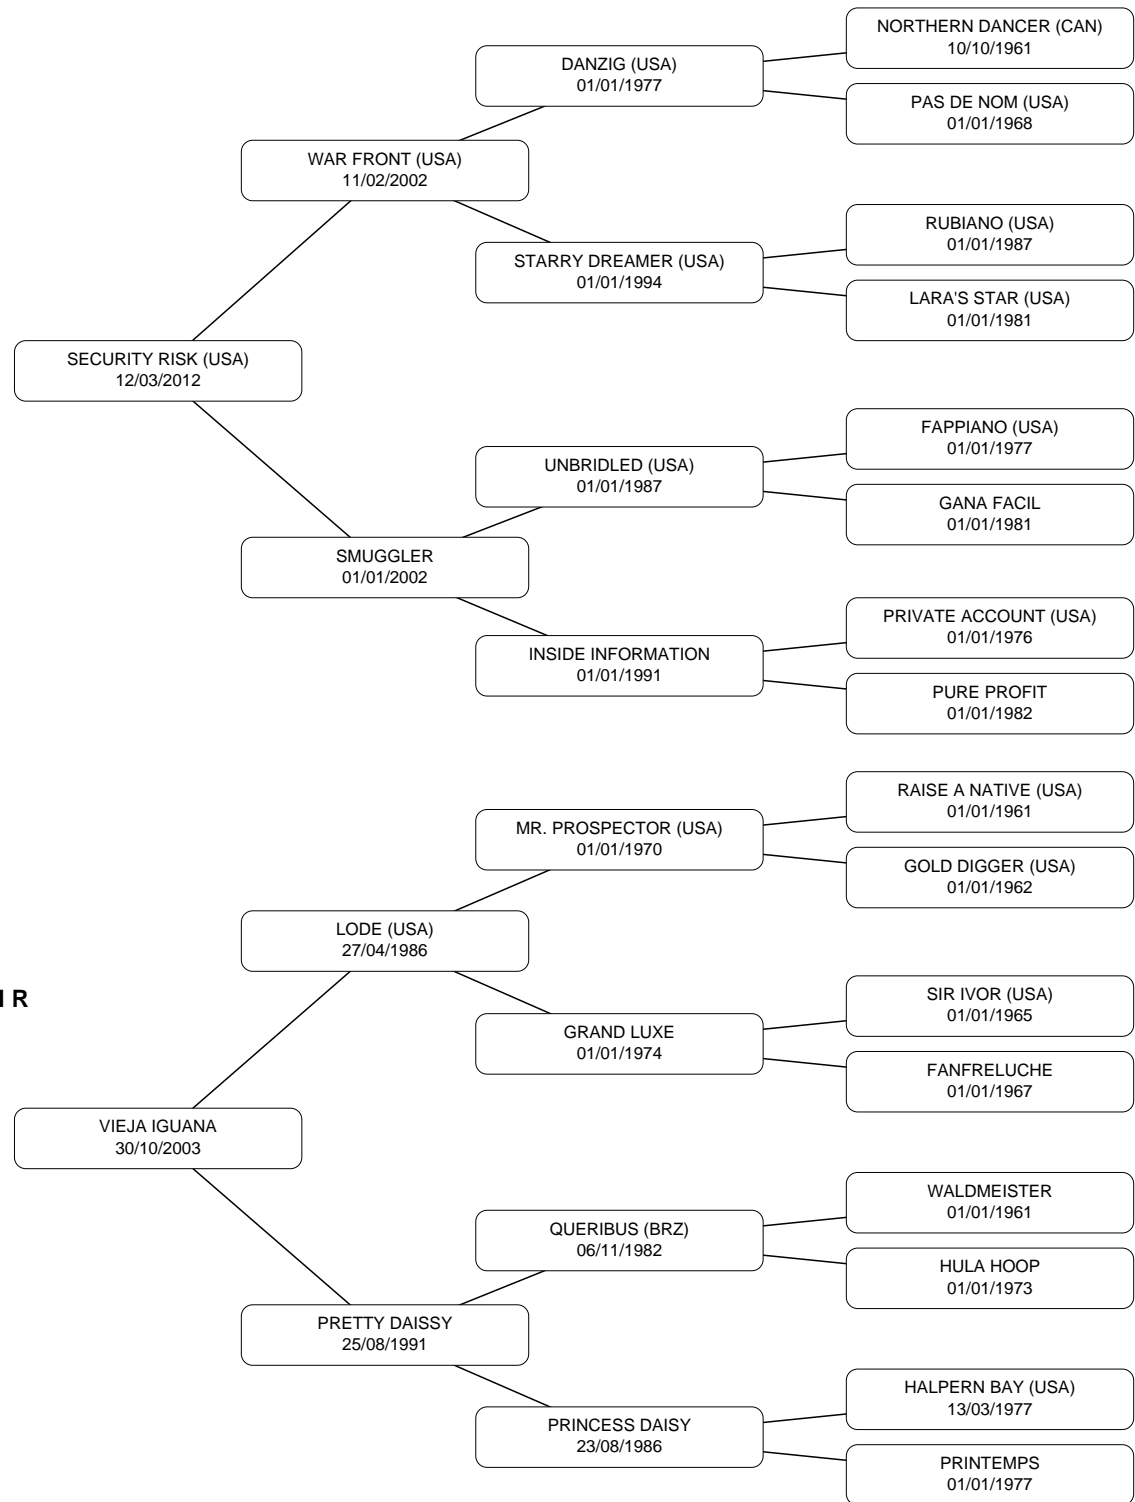 NORTHERN DANCER (CAN)
10/10/1961
DANZIG (USA)
01/01/1977
PAS DE NOM (USA)
01/01/1968
WAR FRONT (USA)
11/02/2002
RUBIANO (USA)
01/01/1987
STARRY DREAMER (USA)
01/01/1994
LARA'S STAR (USA)
01/01/1981
SECURITY RISK (USA)
12/03/2012
FAPPIANO (USA)
01/01/1977
UNBRIDLED (USA)
01/01/1987
GANA FACIL
01/01/1981
SMUGGLER
01/01/2002
PRIVATE ACCOUNT (USA)
01/01/1976
INSIDE INFORMATION
01/01/1991
PURE PROFIT
01/01/1982
RAISE A NATIVE (USA)
01/01/1961
MR. PROSPECTOR (USA)
01/01/1970
GOLD DIGGER (USA)
01/01/1962
LODE (USA)
27/04/1986
SIR IVOR (USA)
01/01/1965
GRAND LUXE
01/01/1974
FANFRELUCHE
01/01/1967
R
VIEJA IGUANA
30/10/2003
WALDMEISTER
01/01/1961
QUERIBUS (BRZ)
06/11/1982
HULA HOOP
01/01/1973
PRETTY DAISSY
25/08/1991
HALPERN BAY (USA)
13/03/1977
PRINCESS DAISY
23/08/1986
PRINTEMPS
01/01/1977